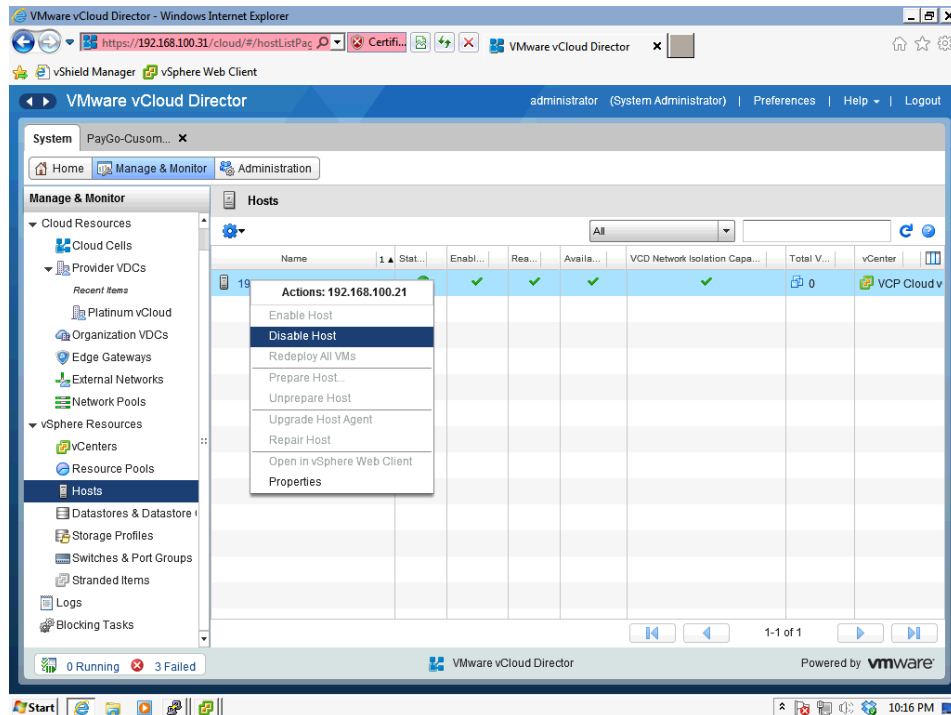 VMware vCloud Director - Windows Internet Explorer
https://192.168.100.31/cloud/#/hostListPag
Certifi...
VMware vCloud Director
vShield Manager vSphere Web Client
VMware vCloud Director
administrator (System Administrator) | Preferences | Help | Logout
System PayGo-Cusom...
Home Manage & Monitor Administration
Manage & Monitor
Hosts
Cloud Resources
Cloud Cells
Provider VDCs
Recent Items
Platinum vCloud
Organization VDCs
Edge Gateways
External Networks
Network Pools
vSphere Resources
vCenters
Resource Pools
Hosts
Datastores & Datastore
Storage Profiles
Switches & Port Groups
Stranded Items
Logs
Blocking Tasks
All
Name 1 Stat... Enabl... Rea... Availa... VCD Network Isolation Capa... Total V... vCenter
19 0 VCP Cloud v
Actions: 192.168.100.21
Enable Host
Disable Host
Redeploy All VMs
Prepare Host...
Unprepare Host
Upgrade Host Agent
Repair Host
Open in vSphere Web Client
Properties
1-1 of 1
0 Running 3 Failed
VMware vCloud Director
Powered by vmware
Start
10:16 PM